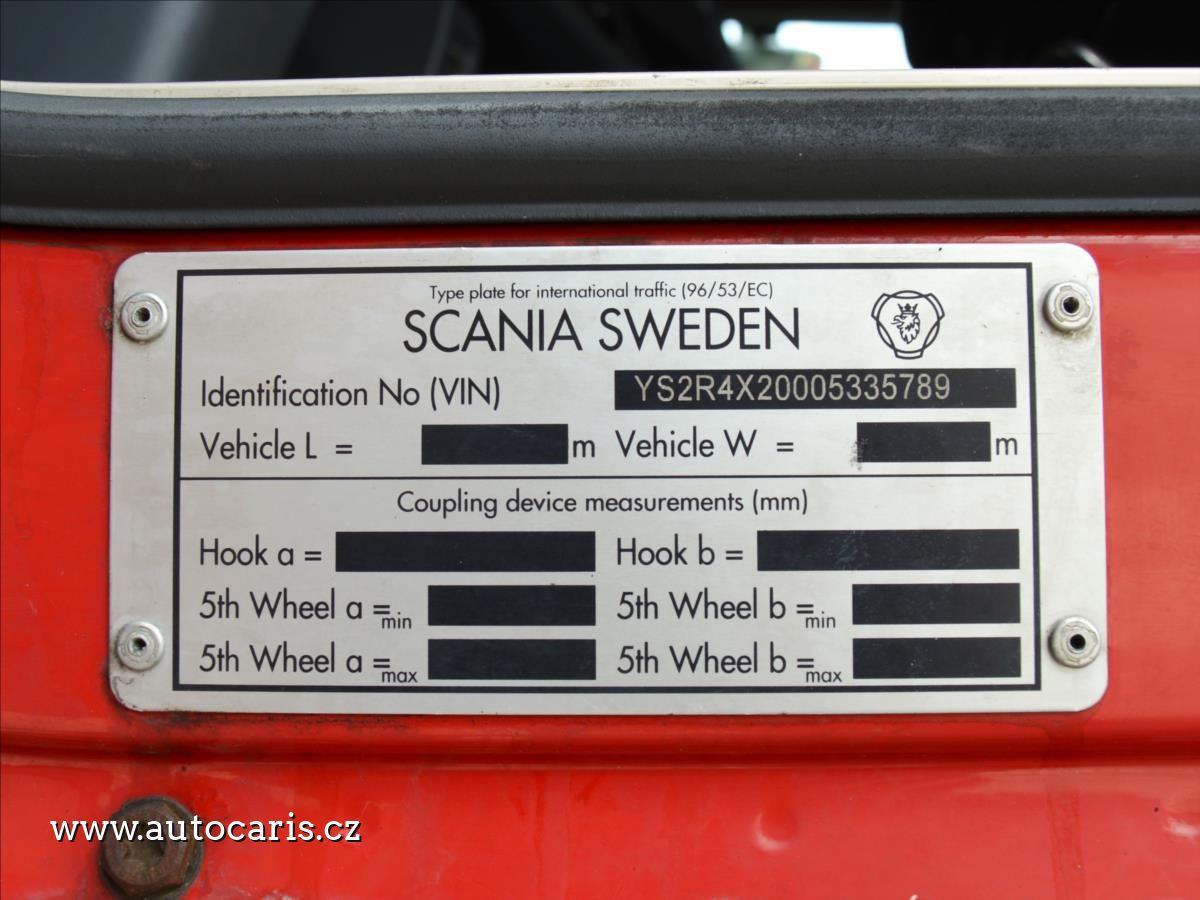 Type plate for international traffic (96/53/EC)
SCANIA SWEDEN
Identification No (VIN) YS2R4X20005335789
Vehicle L = m Vehicle W = m
Coupling device measurements (mm)
Hook a = Hook b =
5th Wheel a = min 5th Wheel b = min
5th Wheel a = max 5th Wheel b = max
www.autocaris.cz